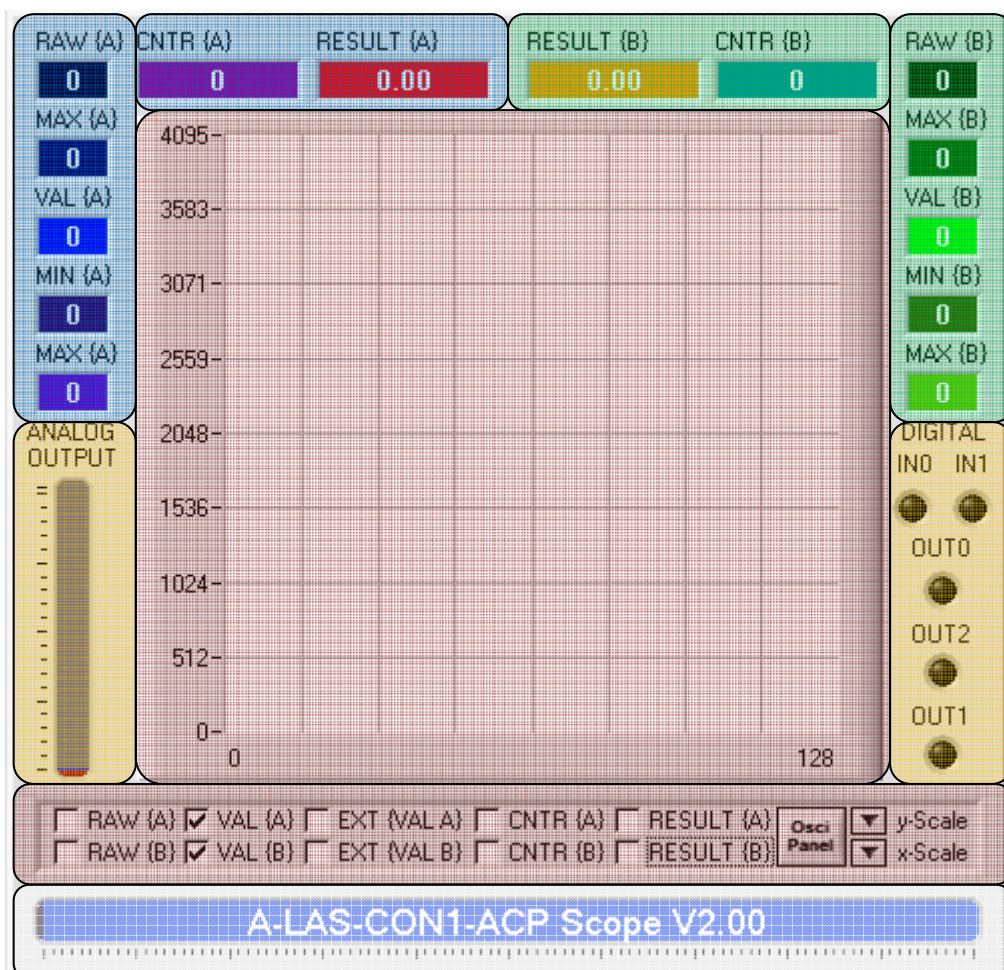 RAW {A}
0
MAX {A}
0
VAL {A}
0
MIN {A}
0
MAX {A}
0
CNTR {A} RESULT {A}
0 0.00
RESULT {B} CNTR {B}
0.00 0
RAW {B}
0
MAX {B}
0
VAL {B}
0
MIN {B}
0
MAX {B}
0
ANALOG
OUTPUT
4095
3583
3071
2559
2048
1536
1024
512
0
0 128
DIGITAL
IN0 IN1
OUT0
OUT2
OUT1
RAW {A} VAL {A} EXT {VAL A} CNTR {A} RESULT {A}
RAW {B} VAL {B} EXT {VAL B} CNTR {B} RESULT {B}
Osci
Panel
y-Scale
x-Scale
A-LAS-CON1-ACP Scope V2.00